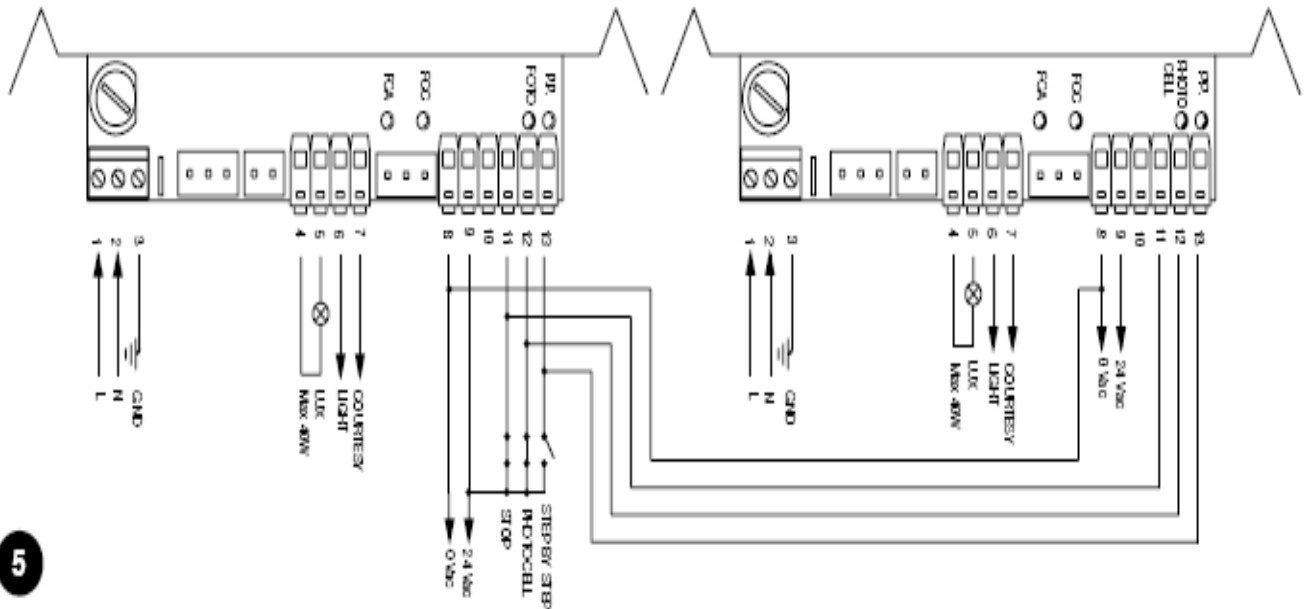 FCA
FCC
FOTO
P.P.
1
2
3
4
5
6
7
8
9
10
11
12
13
L
N
GND
LUX
Max 40W
COURTESY
LIGHT
0 Vac
24 Vac
STOP
PHOTOCELL
STEP BY STEP
FCA
FCC
PHOTO
CELL
P.P.
1
2
3
4
5
6
7
8
9
10
11
12
13
L
N
GND
LUX
Max 40W
COURTESY
LIGHT
0 Vac
24 Vac
5